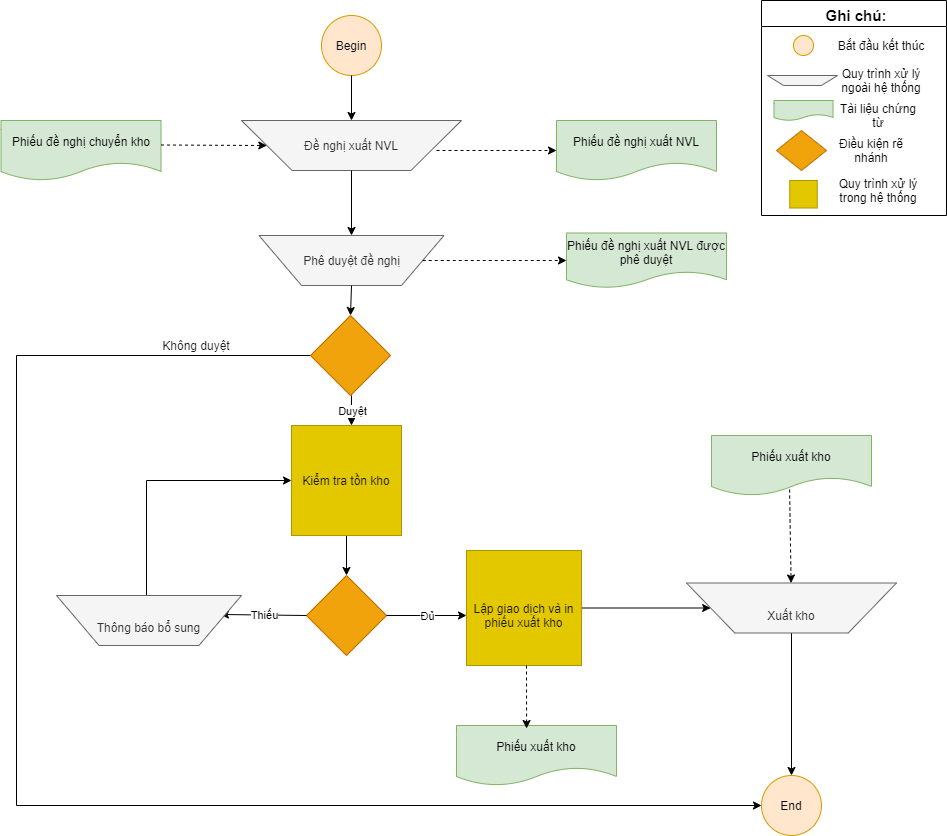 Ghi chú:
Bắt đầu kết thúc
Quy trình xử lý
ngoài hệ thống
Tài liệu chứng
từ
Điều kiện rẽ
nhánh
Quy trình xử lý
trong hệ thống
Begin
Phiếu đề nghị chuyển kho
Đề nghị xuất NVL
Phiếu đề nghị xuất NVL
Phê duyệt đề nghị
Phiếu đề nghị xuất NVL được
phê duyệt
Không duyệt
Duyệt
Kiểm tra tồn kho
Phiếu xuất kho
Thông báo bổ sung
Thiếu
Đủ
Lập giao dịch và in
phiếu xuất kho
Xuất kho
Phiếu xuất kho
End